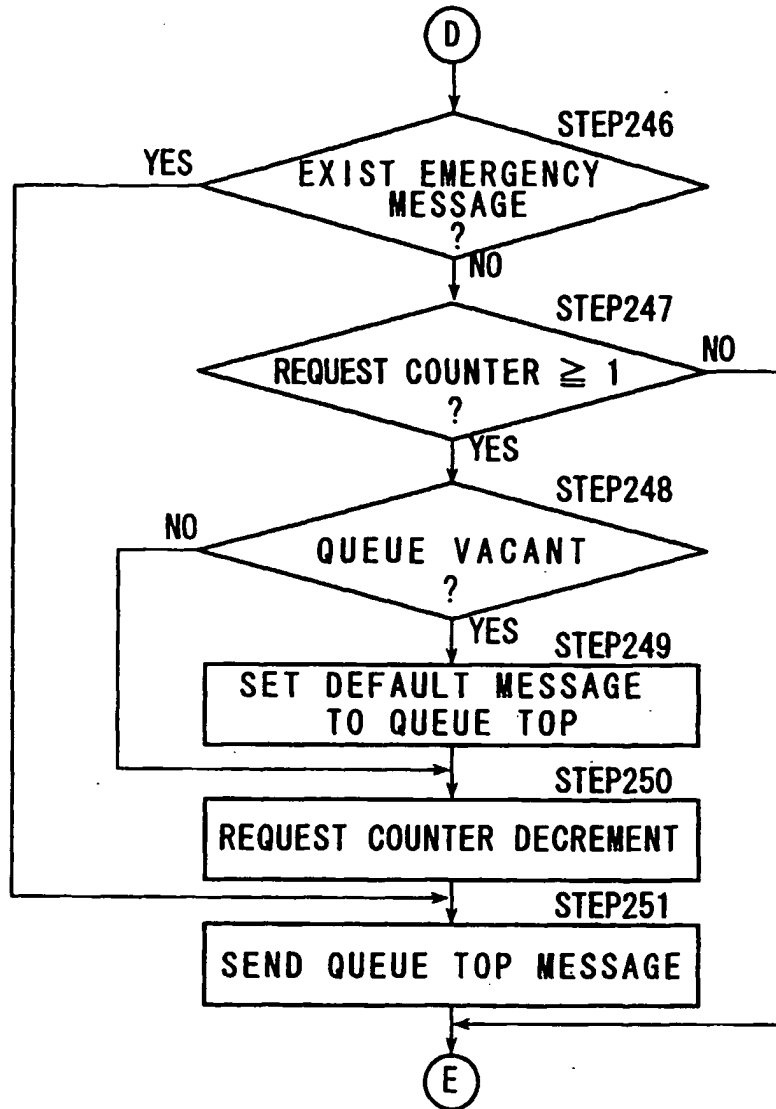 D
STEP246
YES
EXIST EMERGENCY
MESSAGE
?
NO
STEP247
NO
REQUEST COUNTER ≧ 1
?
YES
STEP248
NO
QUEUE VACANT
?
YES
STEP249
SET DEFAULT MESSAGE
TO QUEUE TOP
STEP250
REQUEST COUNTER DECREMENT
STEP251
SEND QUEUE TOP MESSAGE
E